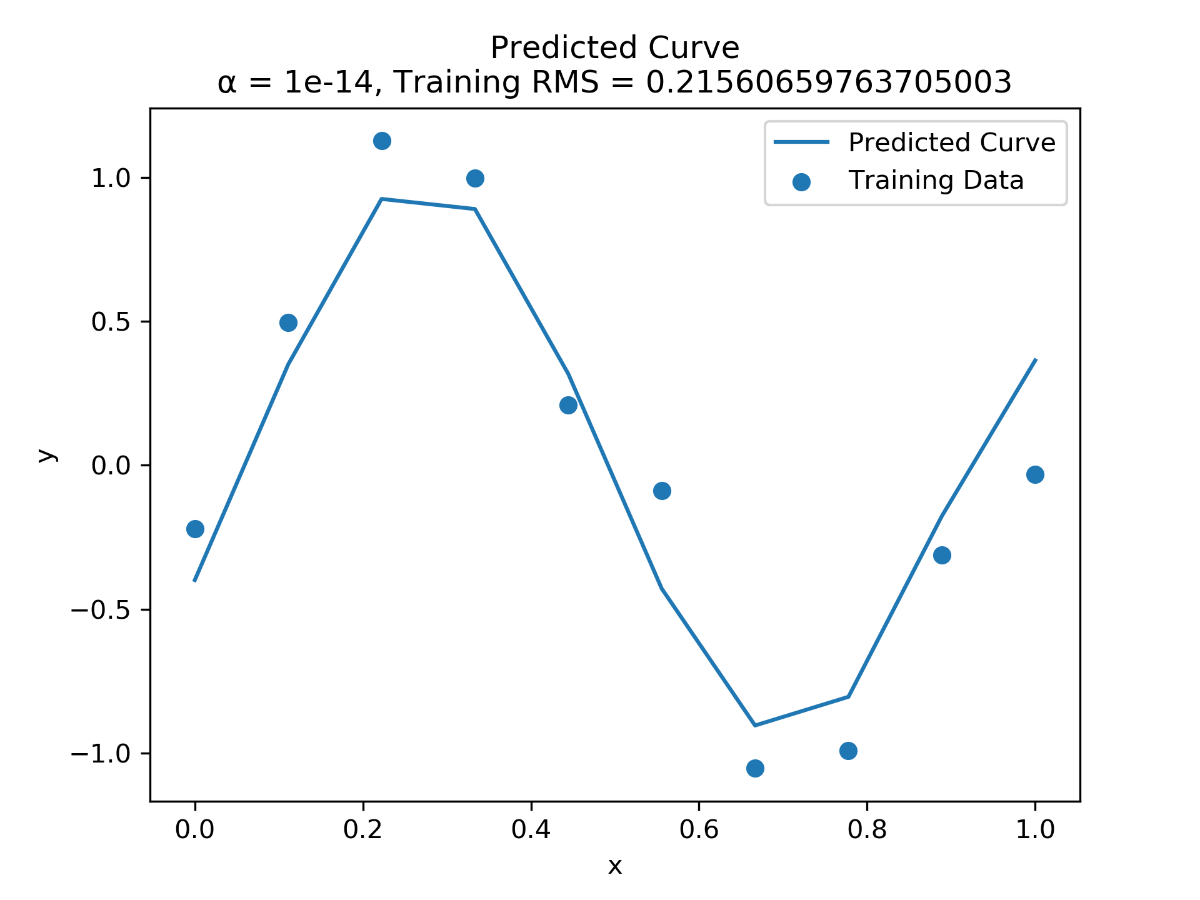 Predicted Curve
α = 1e-14, Training RMS = 0.21560659763705003
Predicted Curve
Training Data
1.0
0.5
0.0
−0.5
−1.0
y
0.0 0.2 0.4 0.6 0.8 1.0
x